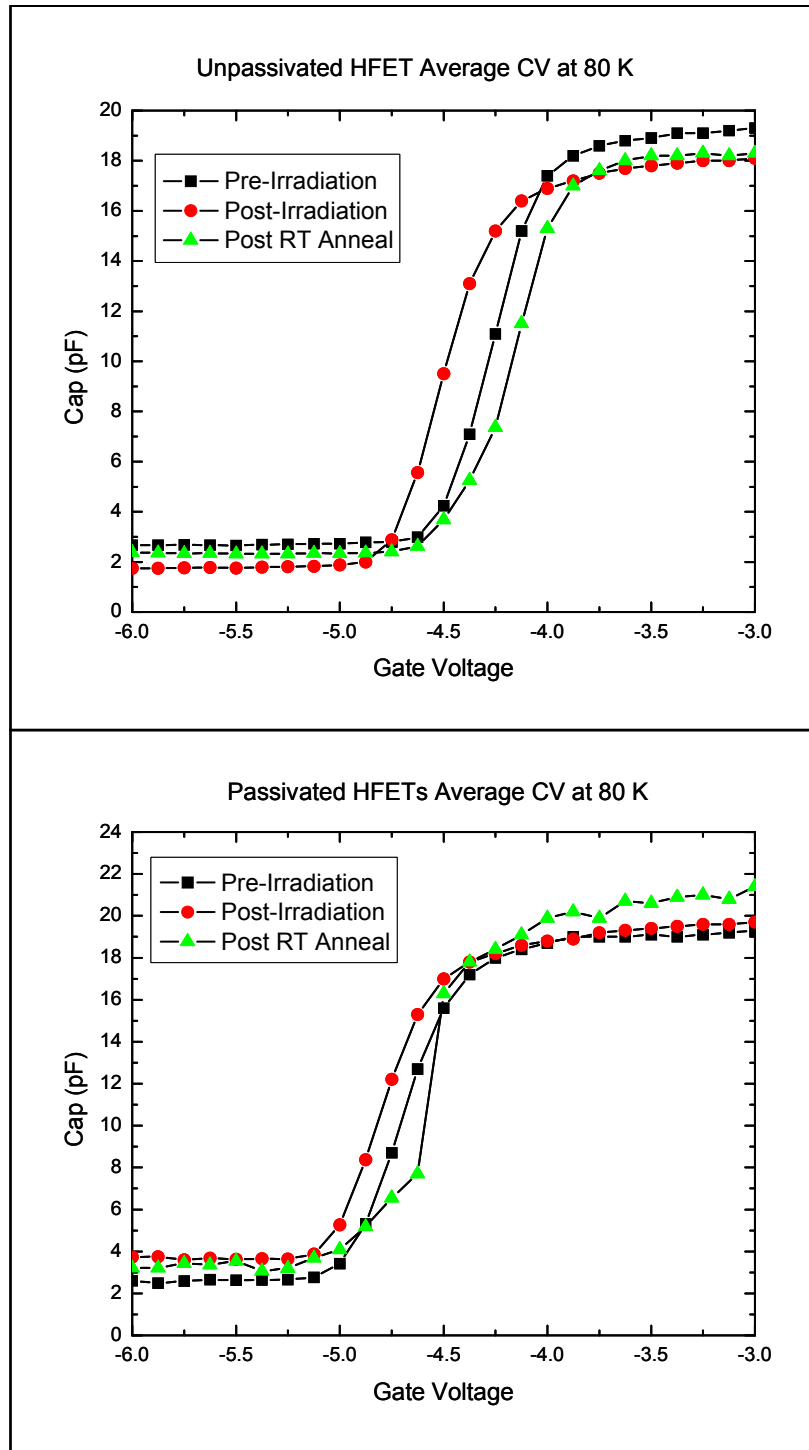 Unpassivated HFET Average CV at 80 K
20
18
16
14
12
10
8
6
4
2
0
Cap (pF)
Pre-Irradiation
Post-Irradiation
Post RT Anneal
-6.0 -5.5 -5.0 -4.5 -4.0 -3.5 -3.0
Gate Voltage
Passivated HFETs Average CV at 80 K
24
22
20
18
16
14
12
10
8
6
4
2
0
Cap (pF)
Pre-Irradiation
Post-Irradiation
Post RT Anneal
-6.0 -5.5 -5.0 -4.5 -4.0 -3.5 -3.0
Gate Voltage